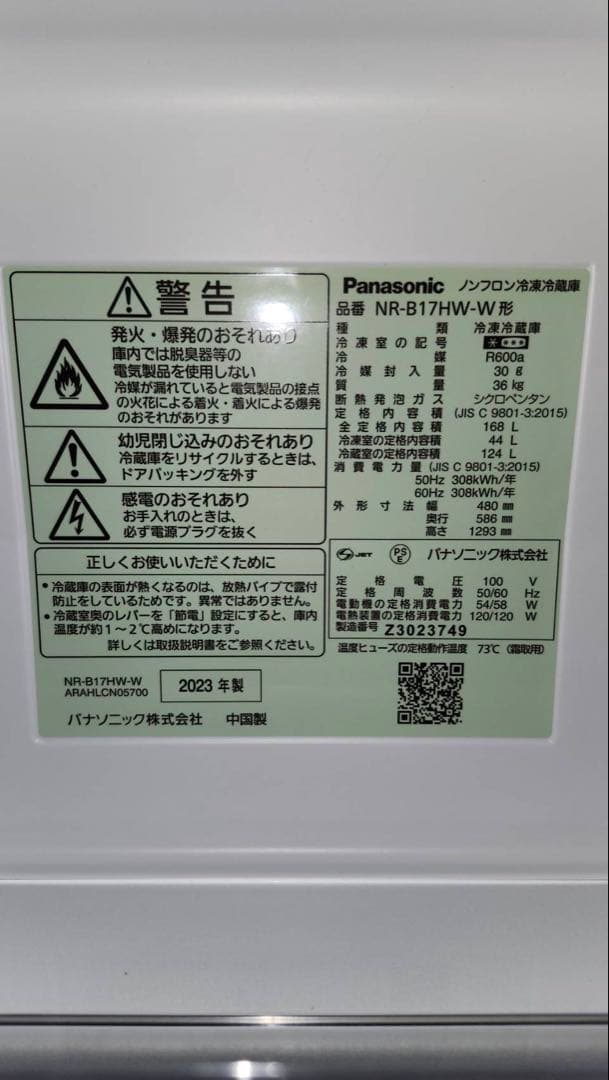 警告
発火・爆発のおそれあり
庫内では脱臭器等の
電気製品を使用しない
冷媒が漏れていると電気製品の接点
の火花による着火・着火による爆発
のおそれがあります
幼児閉じ込みのおそれあり
冷蔵庫をリサイクルするときは、
ドアパッキングを外す
感電のおそれあり
お手入れのときは、
必ず電源プラグを抜く
正しくお使いいただくために
・冷蔵庫の表面が熱くなるのは、放熱パイプで露付
防止をしているためです。異常ではありません。
・冷蔵室奥のレバーを「節電」設定にすると、庫内
温度が約1~2℃高めになります。
詳しくは取扱説明書をご参照ください。
NR-B17HW-W
ARAHLCN05700
2023 年製
パナソニック株式会社 中国製
Panasonic ノンフロン冷凍冷蔵庫
品番 NR-B17HW-W形
種類 冷凍冷蔵庫
冷凍室の記号
冷媒 R600a
冷媒封入量 30 g
質量 36 kg
断熱発泡ガス シクロペンタン
定格内容積 (JIS C 9801-3:2015)
全定格内容積 168 L
冷凍室の定格内容積 44 L
冷蔵室の定格内容積 124 L
消費電力量 (JIS C 9801-3:2015)
50Hz 308kWh/年
60Hz 308kWh/年
外形寸法 幅 480 mm
奥行 586 mm
高さ 1293 mm
S JET PSE パナソニック株式会社
定格電圧 100 V
定格周波数 50/60 Hz
電動機の定格消費電力 54/58 W
電熱装置の定格消費電力 120/120 W
製造番号 Z3023749
温度ヒューズの定格動作温度 73℃ (霜取用)